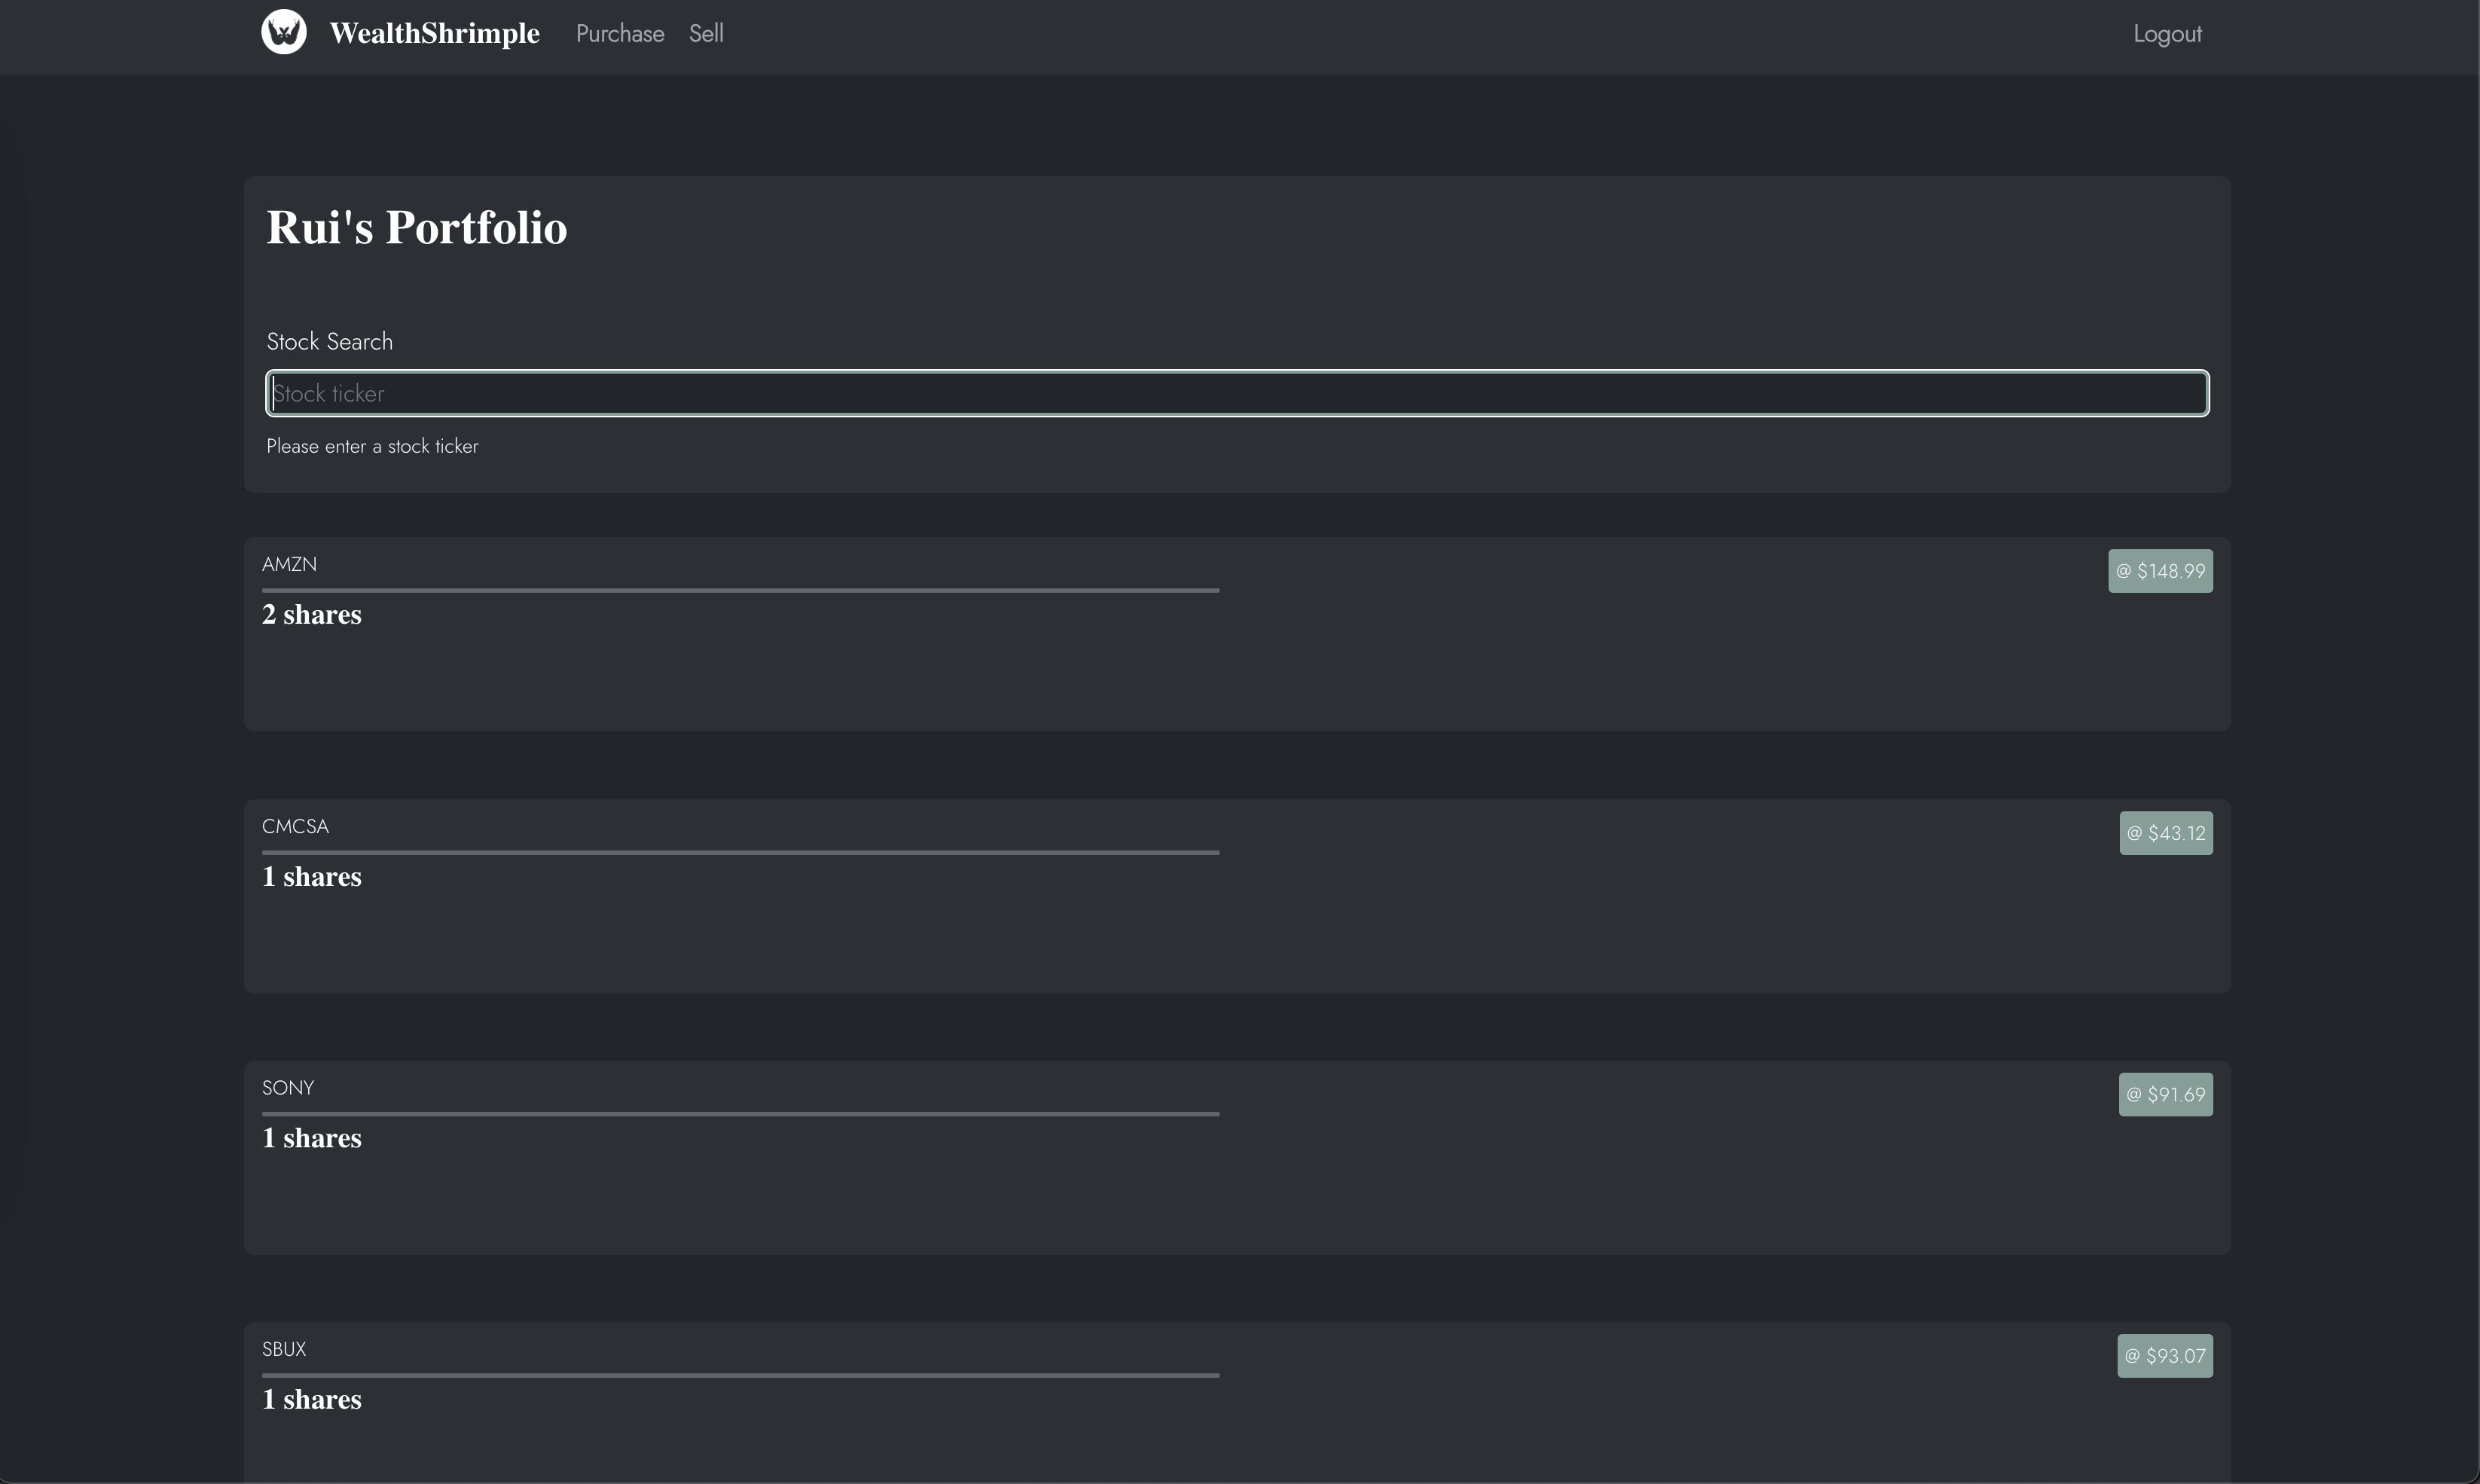 WealthShrimple Purchase Sell Logout
Rui's Portfolio
Stock Search
Stock ticker
Please enter a stock ticker
AMZN @ $148.99
2 shares
CMCSA @ $43.12
1 shares
SONY @ $91.69
1 shares
SBUX @ $93.07
1 shares